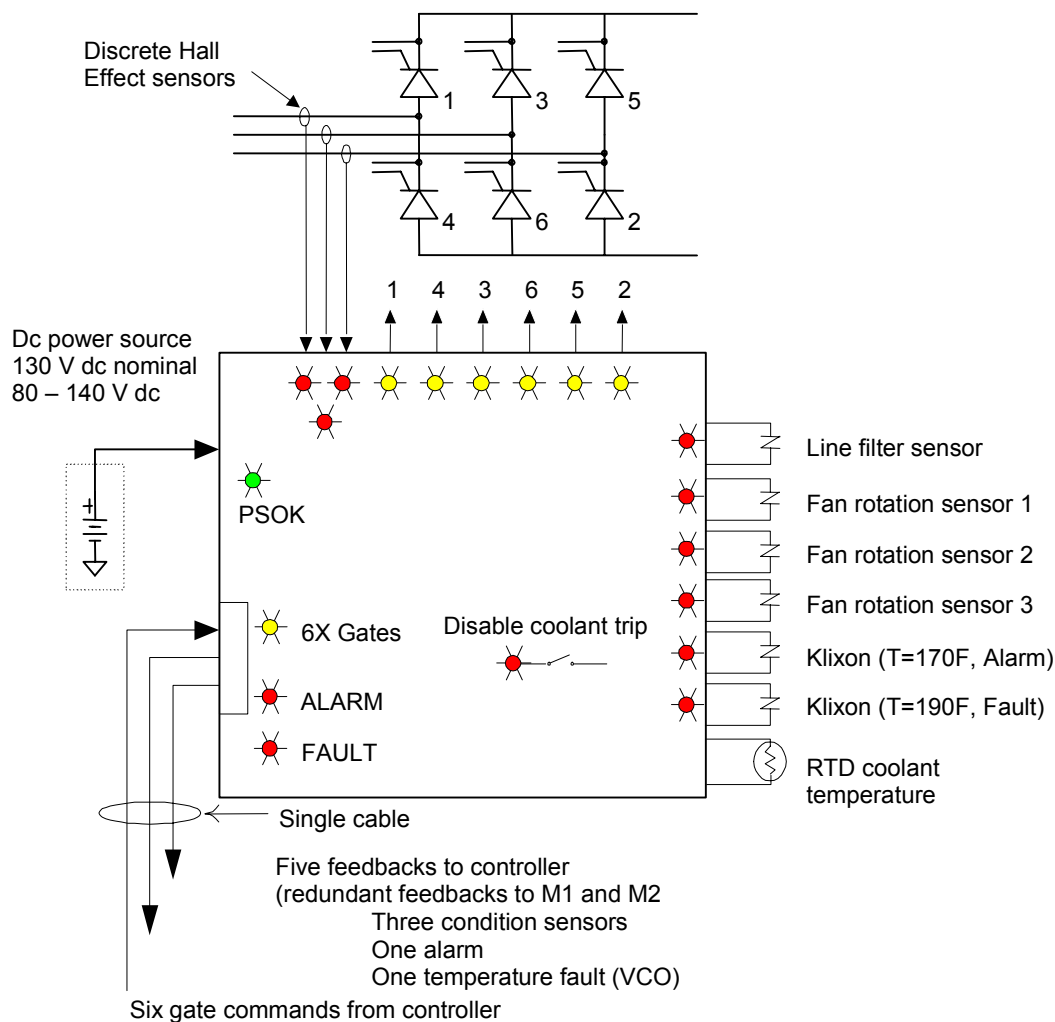 Discrete Hall
Effect sensors
1
3
5
4
6
2
1 4 3 6 5 2
Dc power source
130 V dc nominal
80 – 140 V dc
+
PSOK
Line filter sensor
Fan rotation sensor 1
Fan rotation sensor 2
Fan rotation sensor 3
Klixon (T=170F, Alarm)
Klixon (T=190F, Fault)
RTD coolant
temperature
6X Gates
Disable coolant trip
ALARM
FAULT
Single cable
Five feedbacks to controller
(redundant feedbacks to M1 and M2
Three condition sensors
One alarm
One temperature fault (VCO)
Six gate commands from controller